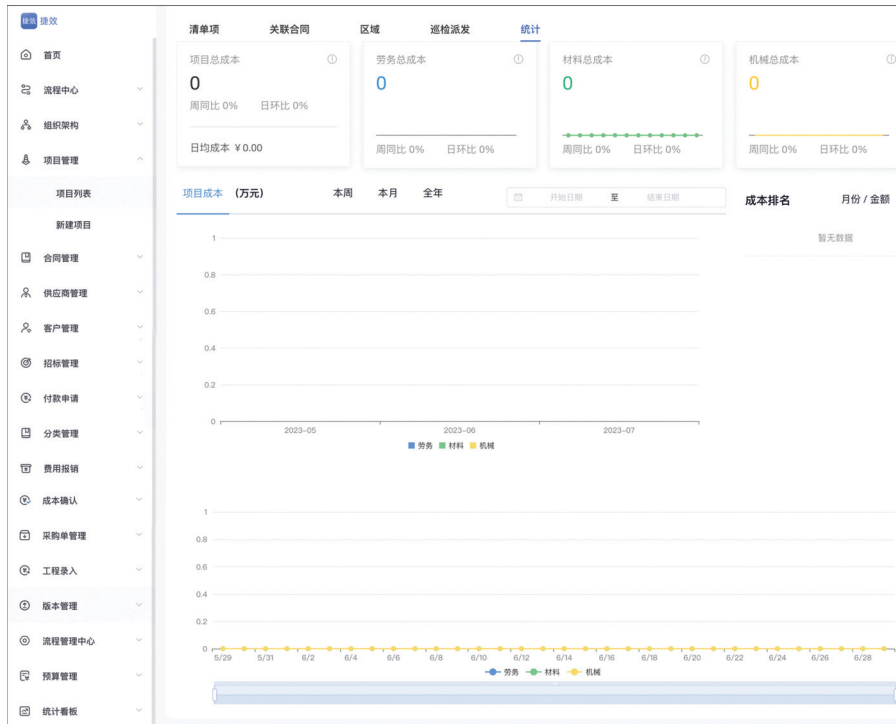 捷效 捷效
首页
流程中心
组织架构
项目管理
项目列表
新建项目
合同管理
供应商管理
客户管理
招标管理
付款申请
分类管理
费用报销
成本确认
采购单管理
工程录入
版本管理
流程管理中心
预算管理
统计看板
清单项 关联合同 区域 巡检派发 统计
项目总成本
0
周同比 0% 日环比 0%
日均成本 ¥0.00
劳务总成本
0
周同比 0% 日环比 0%
材料总成本
0
周同比 0% 日环比 0%
机械总成本
0
周同比 0% 日环比 0%
项目成本 (万元) 本周 本月 全年 开始日期 至 结束日期
成本排名 月份 / 金额
暂无数据
1
0.8
0.6
0.4
0.2
0
2023-05 2023-06 2023-07
劳务 材料 机械
1
0.8
0.6
0.4
0.2
0
5/29 5/31 6/2 6/4 6/6 6/8 6/10 6/12 6/14 6/16 6/18 6/20 6/22 6/24 6/26 6/28
劳务 材料 机械